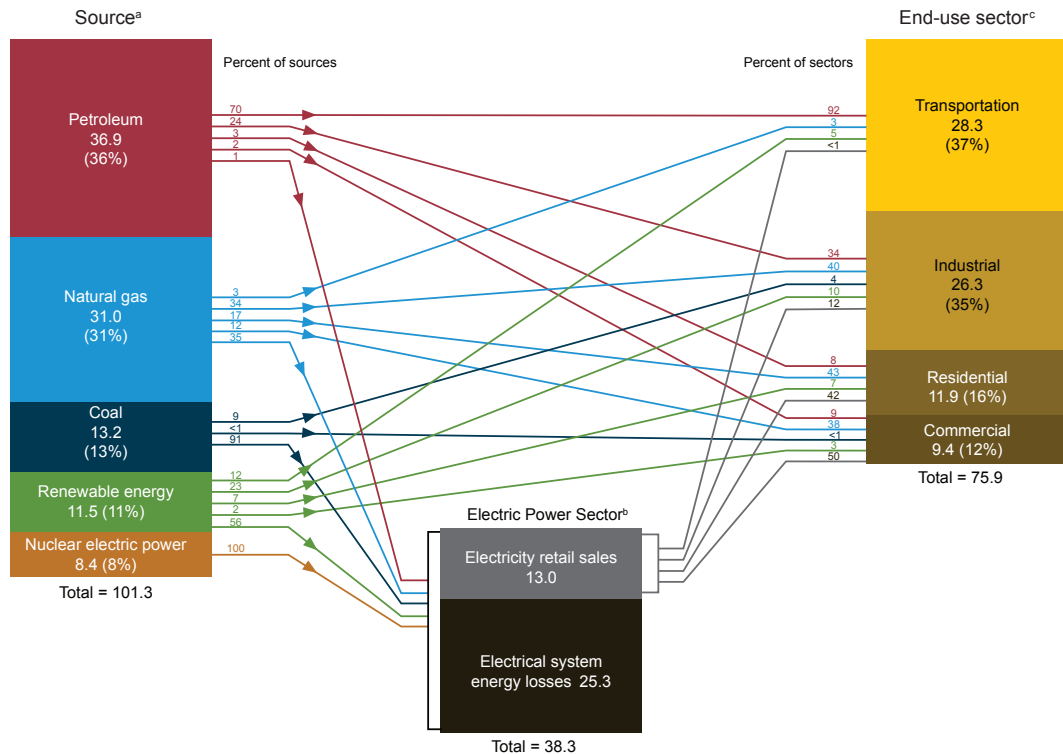 Sourceᵃ
End-use sectorᶜ
Percent of sources
Percent of sectors
Petroleum
36.9
(36%)
70
24
3
2
1
Natural gas
31.0
(31%)
3
34
17
12
35
Coal
13.2
(13%)
9
<1
91
Renewable energy
11.5 (11%)
12
23
7
2
56
Nuclear electric power
8.4 (8%)
100
Total = 101.3
Electric Power Sectorᵇ
Electricity retail sales
13.0
Electrical system
energy losses 25.3
Total = 38.3
92
3
5
<1
Transportation
28.3
(37%)
34
40
4
10
12
Industrial
26.3
(35%)
8
43
7
42
Residential
11.9 (16%)
9
38
<1
3
50
Commercial
9.4 (12%)
Total = 75.9